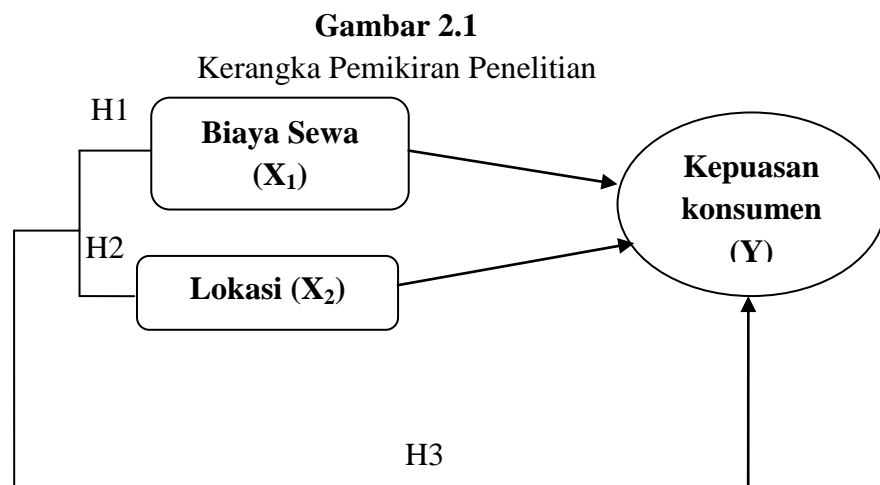 Gambar 2.1
Kerangka Pemikiran Penelitian
H1
Biaya Sewa
(X₁)
Kepuasan
konsumen
(Y)
H2
Lokasi (X₂)
H3